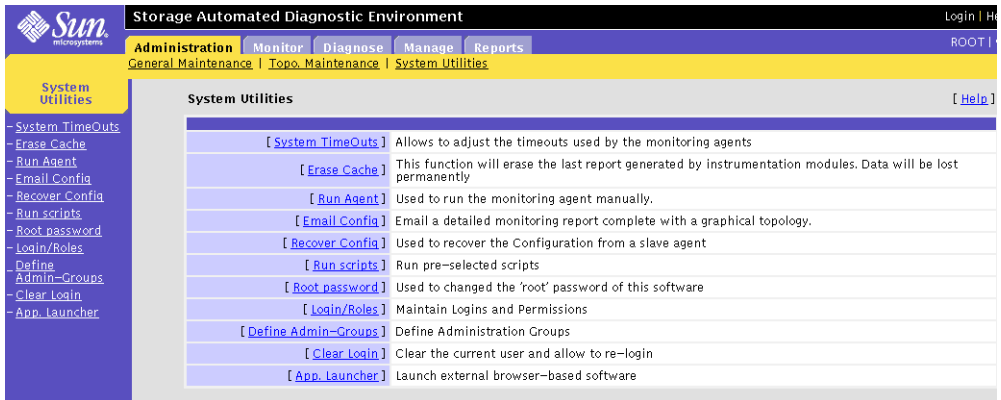 Sun
microsystems
Storage Automated Diagnostic Environment
Login | He
Administration Monitor Diagnose Manage Reports
ROOT |
General Maintenance | Topo. Maintenance | System Utilities
System
Utilities
– System TimeOuts
– Erase Cache
– Run Agent
– Email Config
– Recover Config
– Run scripts
– Root password
– Login/Roles
– Define
Admin–Groups
– Clear Login
– App. Launcher
System Utilities
[ Help ]
[ System TimeOuts ] Allows to adjust the timeouts used by the monitoring agents
[ Erase Cache ] This function will erase the last report generated by instrumentation modules. Data will be lost
permanently
[ Run Agent ] Used to run the monitoring agent manually.
[ Email Config ] Email a detailed monitoring report complete with a graphical topology.
[ Recover Config ] Used to recover the Configuration from a slave agent
[ Run scripts ] Run pre–selected scripts
[ Root password ] Used to changed the 'root' password of this software
[ Login/Roles ] Maintain Logins and Permissions
[ Define Admin–Groups ] Define Administration Groups
[ Clear Login ] Clear the current user and allow to re–login
[ App. Launcher ] Launch external browser–based software